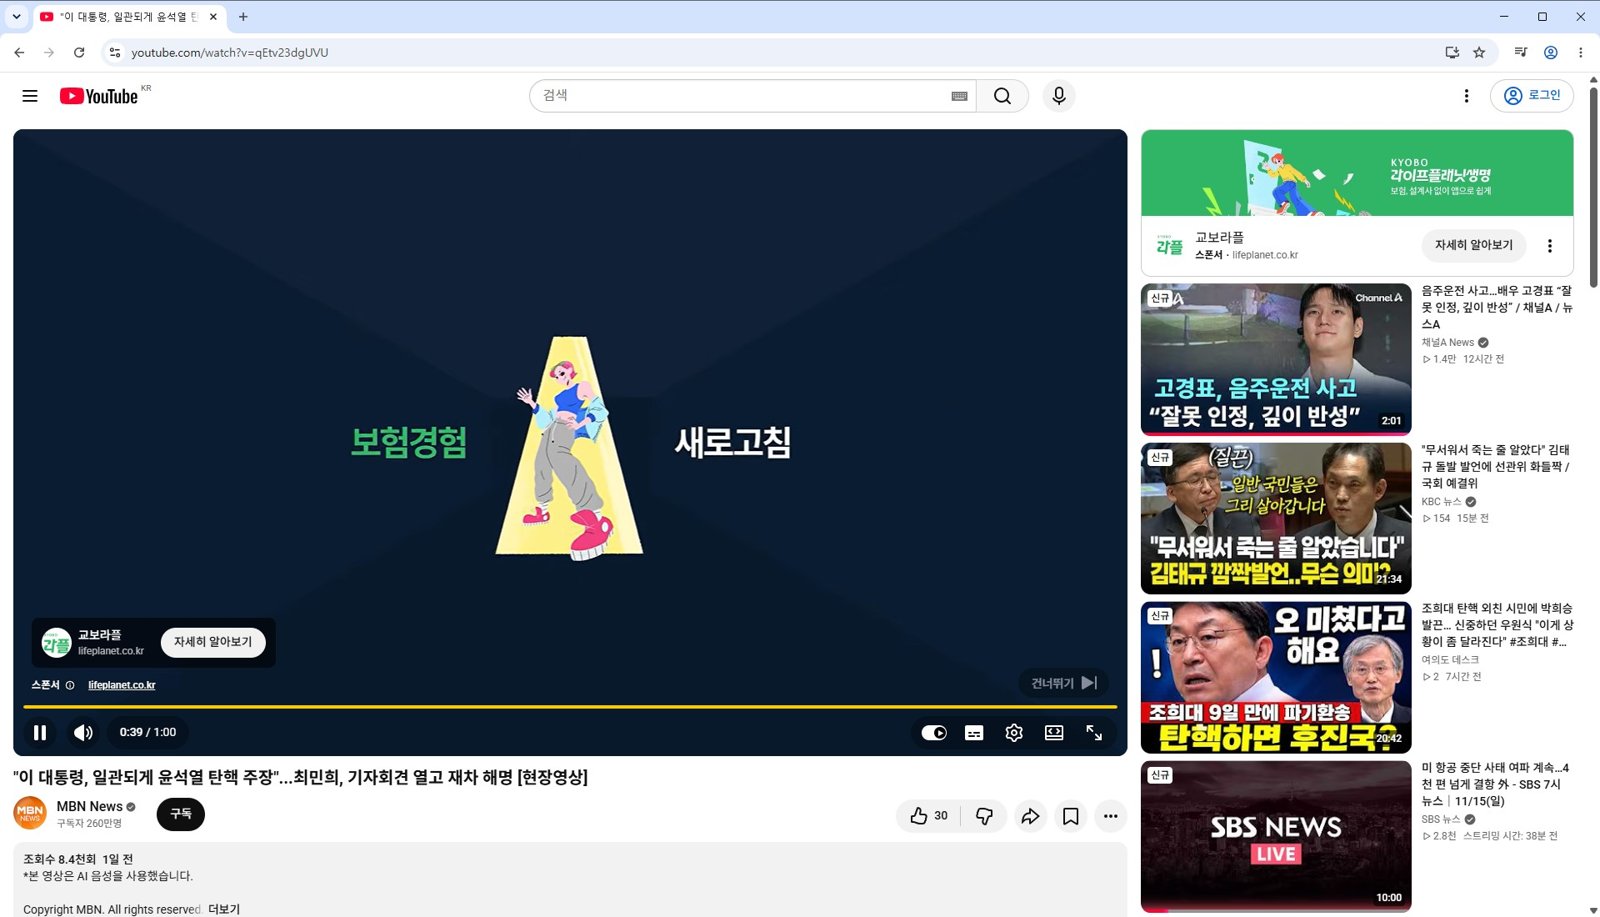 "이 대통령, 일관되게 윤석열 탄
youtube.com/watch?v=qEtv23dgUVU
YouTube KR
검색
로그인
보험경험
새로고침
교보라플
lifeplanet.co.kr
자세히 알아보기
스폰서
lifeplanet.co.kr
건너뛰기
0:39 / 1:00
"이 대통령, 일관되게 윤석열 탄핵 주장"...최민희, 기자회견 열고 재차 해명 [현장영상]
MBN NEWS
MBN News
구독자 260만명
구독
30
조회수 8.4천회 1일 전
*본 영상은 AI 음성을 사용했습니다.
Copyright MBN. All rights reserved. 더보기
KYOBO
라이프플래닛생명
보험, 설계사 없이 앱으로 쉽게
교보라플
스폰서 · lifeplanet.co.kr
자세히 알아보기
신규
Channel A
고경표, 음주운전 사고
“잘못 인정, 깊이 반성”
2:01
음주운전 사고…배우 고경표 “잘
못 인정, 깊이 반성” / 채널A / 뉴
스A
채널A News
1.4만 12시간 전
신규
(질끈)
일반 국민들은
그리 살아갑니다
"무서워서 죽는 줄 알았습니다"
김태규 깜짝발언..무슨 의미?
21:34
"무서워서 죽는 줄 알았다" 김태
규 돌발 발언에 선관위 화들짝 /
국회 예결위
KBC 뉴스
154 15분 전
신규
오 미쳤다고
해요
!
조희대 9일 만에 파기환송
탄핵하면 후진국?
20:42
조희대 탄핵 외친 시민에 박희승
발끈... 신중하던 우원식 "이게 상
황이 좀 달라진다" #조희대 #...
여의도 데스크
2 7시간 전
신규
SBS NEWS
LIVE
10:00
미 항공 중단 사태 여파 계속…4
천 편 넘게 결항 外 - SBS 7시
뉴스 | 11/15(일)
SBS 뉴스
2.8천 스트리밍 시간: 38분 전